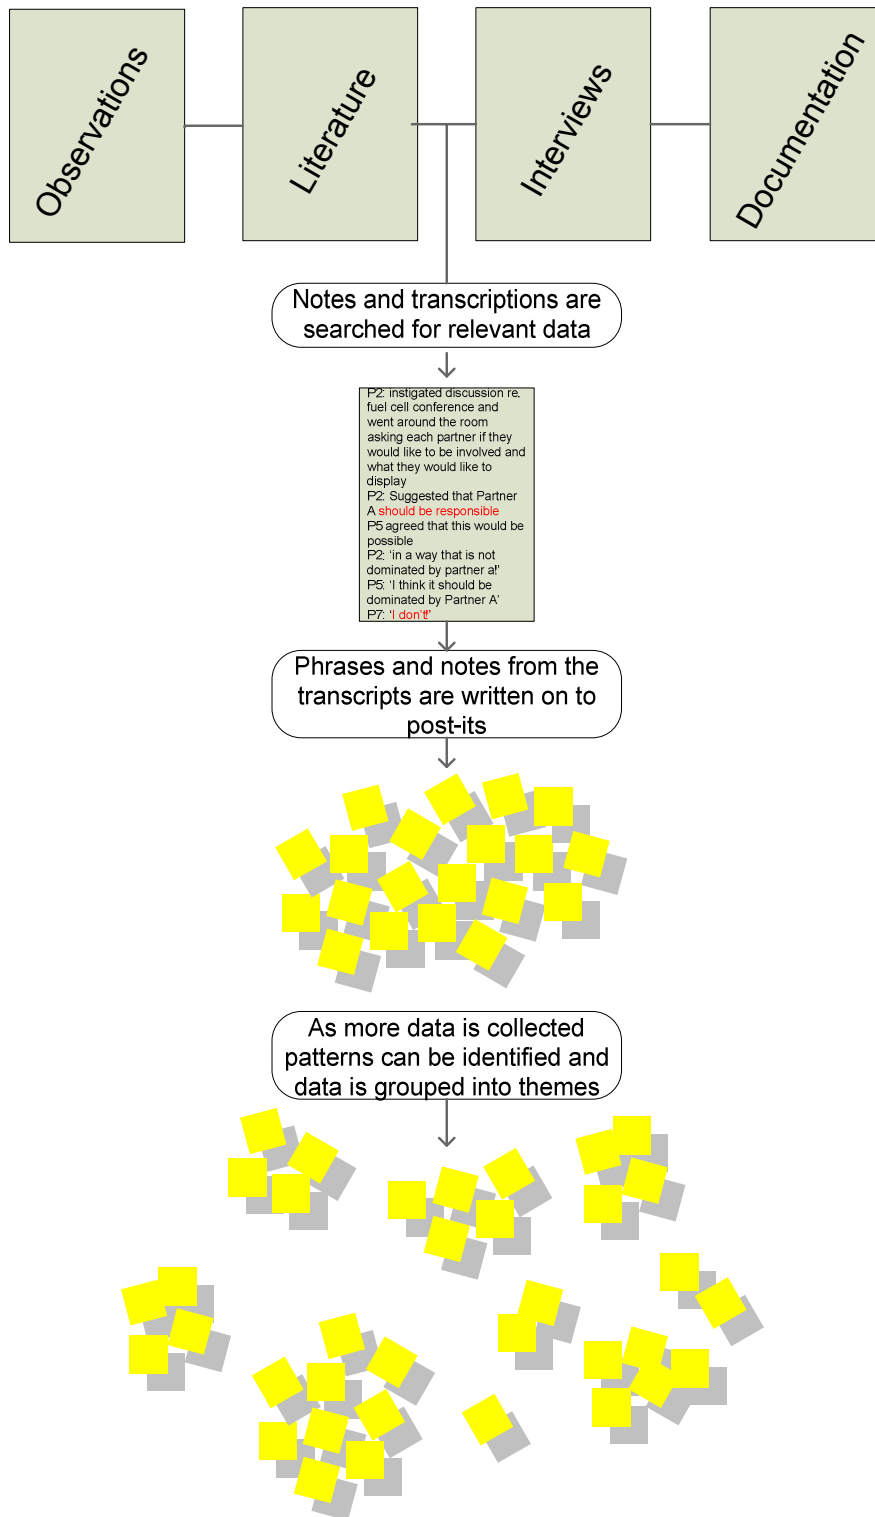 Observations
Literature
Interviews
Documentation
Notes and transcriptions are
searched for relevant data
P2: instigated discussion re.
fuel cell conference and
went around the room
asking each partner if they
would like to be involved and
what they would like to
display
P2: Suggested that Partner
A should be responsible
P5 agreed that this would be
possible
P2: ‘in a way that is not
dominated by partner a!’
P5: ‘I think it should be
dominated by Partner A’
P7: ‘I don't!’
Phrases and notes from the
transcripts are written on to
post-its
As more data is collected
patterns can be identified and
data is grouped into themes